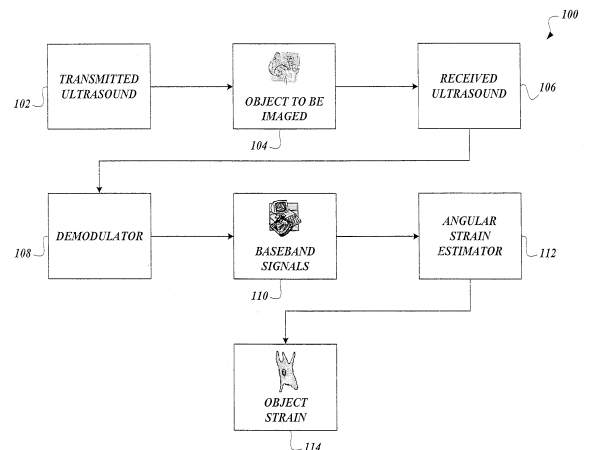 100
TRANSMITTED
ULTRASOUND
102
OBJECT TO BE
IMAGED
104
RECEIVED
ULTRASOUND
106
DEMODULATOR
108
BASEBAND
SIGNALS
110
ANGULAR
STRAIN
ESTIMATOR
112
OBJECT
STRAIN
114